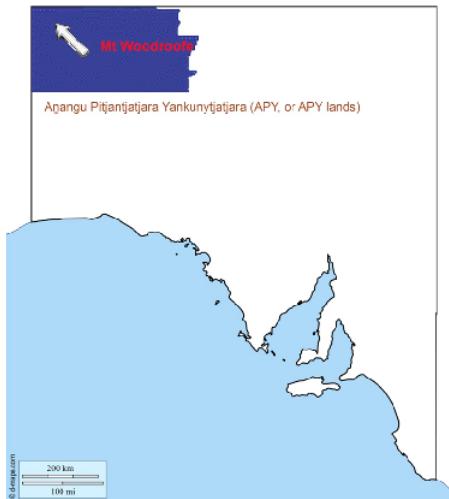 Mt Woodroofe
Aṉangu Pitjantjatjara Yankunytjatjara (APY, or APY lands)
200 km
100 mi
© d-maps.com